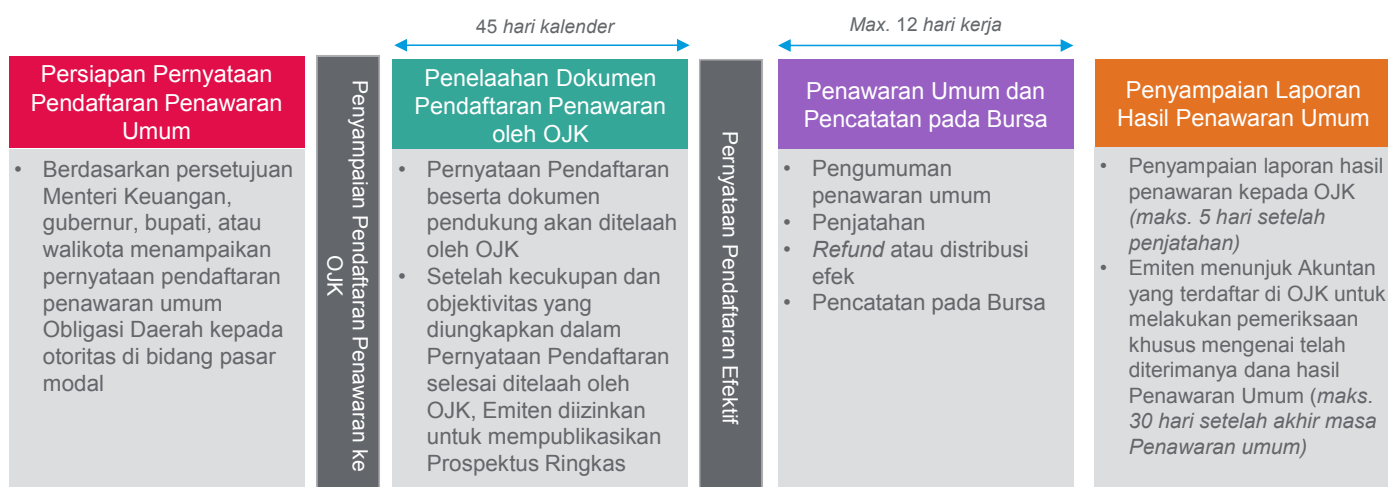 45 hari kalender
Max. 12 hari kerja
Persiapan Pernyataan
Pendaftaran Penawaran
Umum
• Berdasarkan persetujuan
Menteri Keuangan,
gubernur, bupati, atau
walikota menampaikan
pernyataan pendaftaran
penawaran umum
Obligasi Daerah kepada
otoritas di bidang pasar
modal
Penyampaian Pendaftaran Penawaran ke
OJK
Penelaahan Dokumen
Pendaftaran Penawaran
oleh OJK
• Pernyataan Pendaftaran
beserta dokumen
pendukung akan ditelaah
oleh OJK
• Setelah kecukupan dan
objektivitas yang
diungkapkan dalam
Pernyataan Pendaftaran
selesai ditelaah oleh
OJK, Emiten diizinkan
untuk mempublikasikan
Prospektus Ringkas
Pernyataan Pendaftaran Efektif
Penawaran Umum dan
Pencatatan pada Bursa
• Pengumuman
penawaran umum
• Penjatahan
• Refund atau distribusi
efek
• Pencatatan pada Bursa
Penyampaian Laporan
Hasil Penawaran Umum
• Penyampaian laporan hasil
penawaran kepada OJK
(maks. 5 hari setelah
penjatahan)
• Emiten menunjuk Akuntan
yang terdaftar di OJK untuk
melakukan pemeriksaan
khusus mengenai telah
diterimanya dana hasil
Penawaran Umum (maks.
30 hari setelah akhir masa
Penawaran umum)